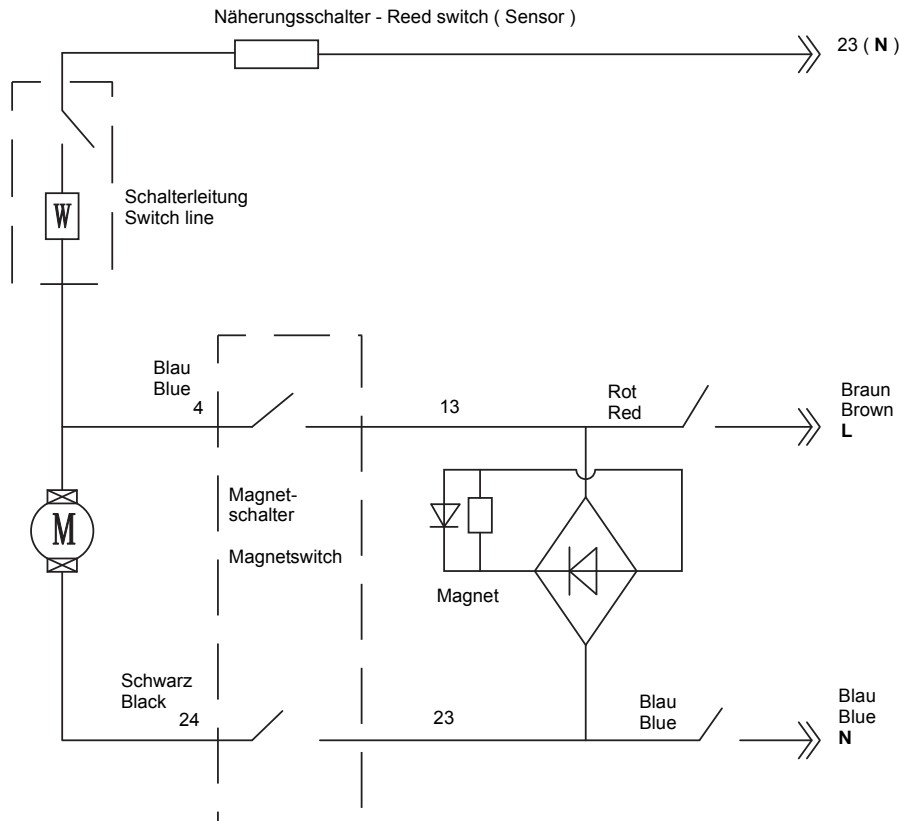 Näherungsschalter - Reed switch ( Sensor )
23 ( N )
Schalterleitung
Switch line
W
Blau
Blue
4
13
Rot
Red
Braun
Brown
L
Magnet-
schalter
Magnetswitch
M
Magnet
Schwarz
Black
24
23
Blau
Blue
Blau
Blue
N